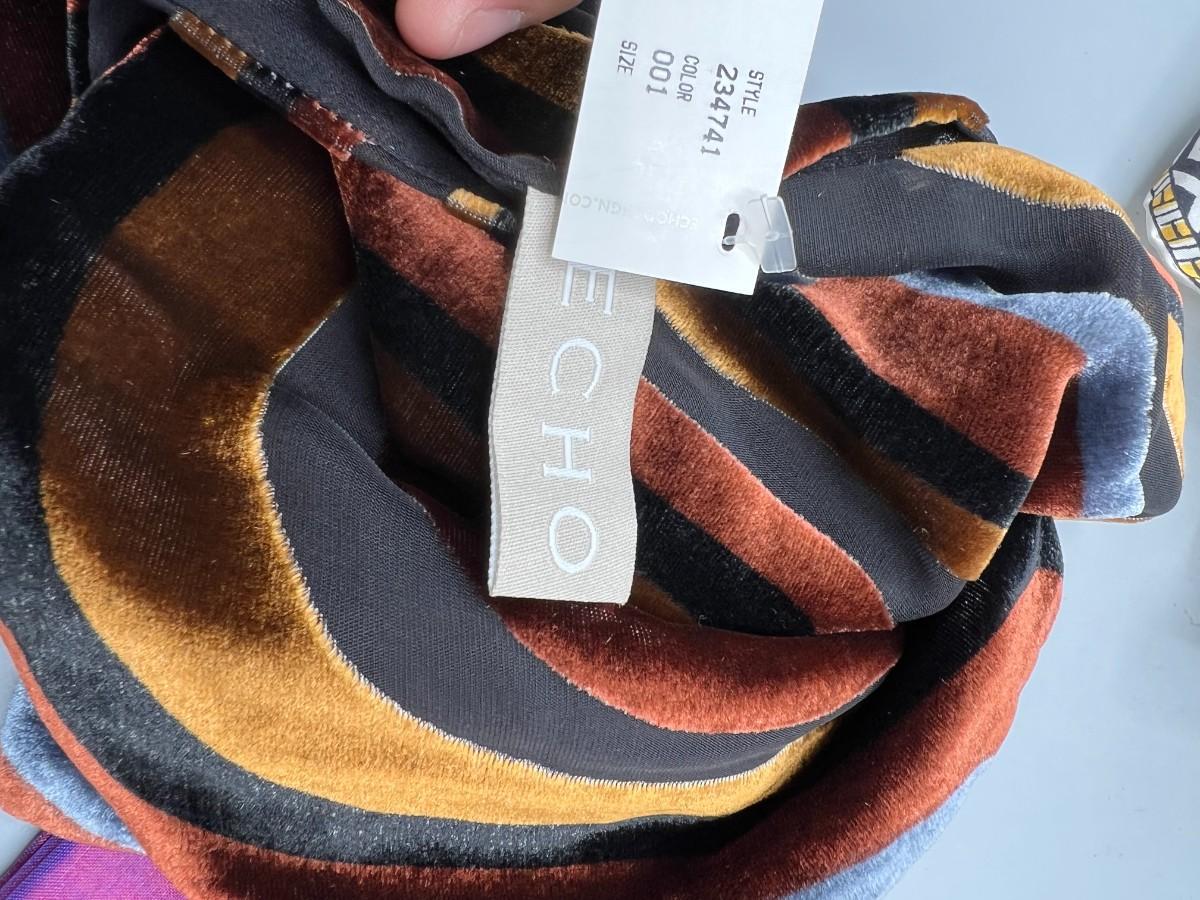 STYLE
234741
COLOR
001
SIZE
ECHO